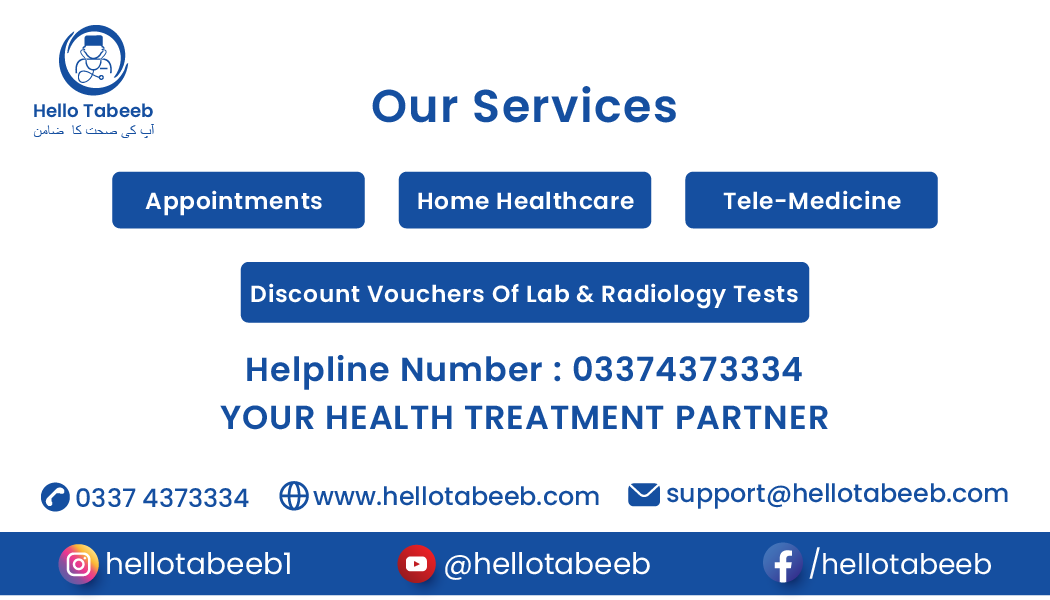 Hello Tabeeb
آپ کی صحت کا ضامن
Our Services
Appointments
Home Healthcare
Tele-Medicine
Discount Vouchers Of Lab & Radiology Tests
Helpline Number : 03374373334
YOUR HEALTH TREATMENT PARTNER
0337 4373334
www.hellotabeeb.com
support@hellotabeeb.com
hellotabeeb1
@hellotabeeb
/hellotabeeb